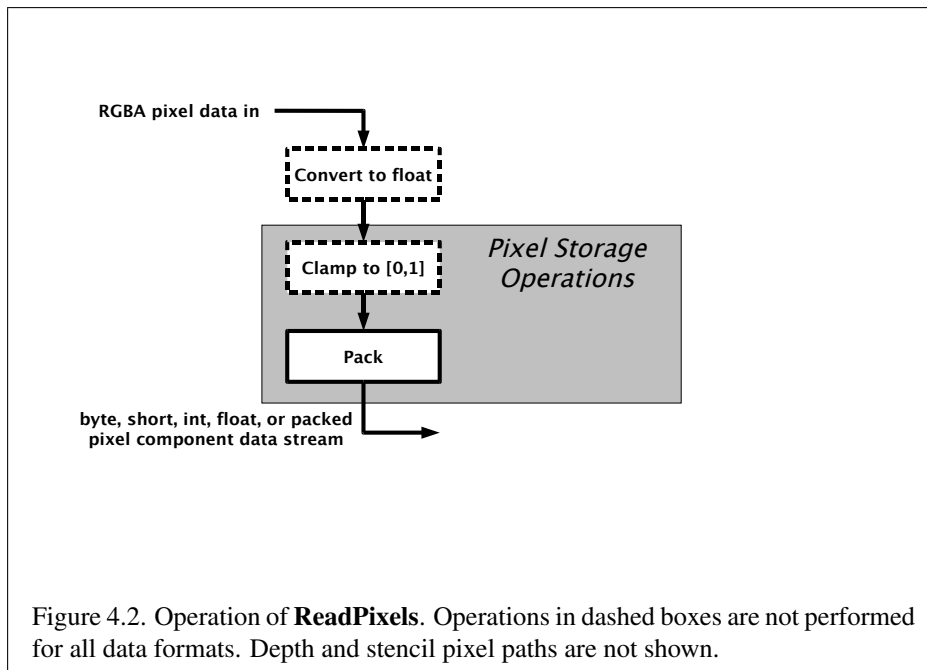 RGBA pixel data in
Convert to float
Pixel Storage
Operations
Clamp to [0,1]
Pack
byte, short, int, float, or packed
pixel component data stream
Figure 4.2. Operation of ReadPixels. Operations in dashed boxes are not performed
for all data formats. Depth and stencil pixel paths are not shown.